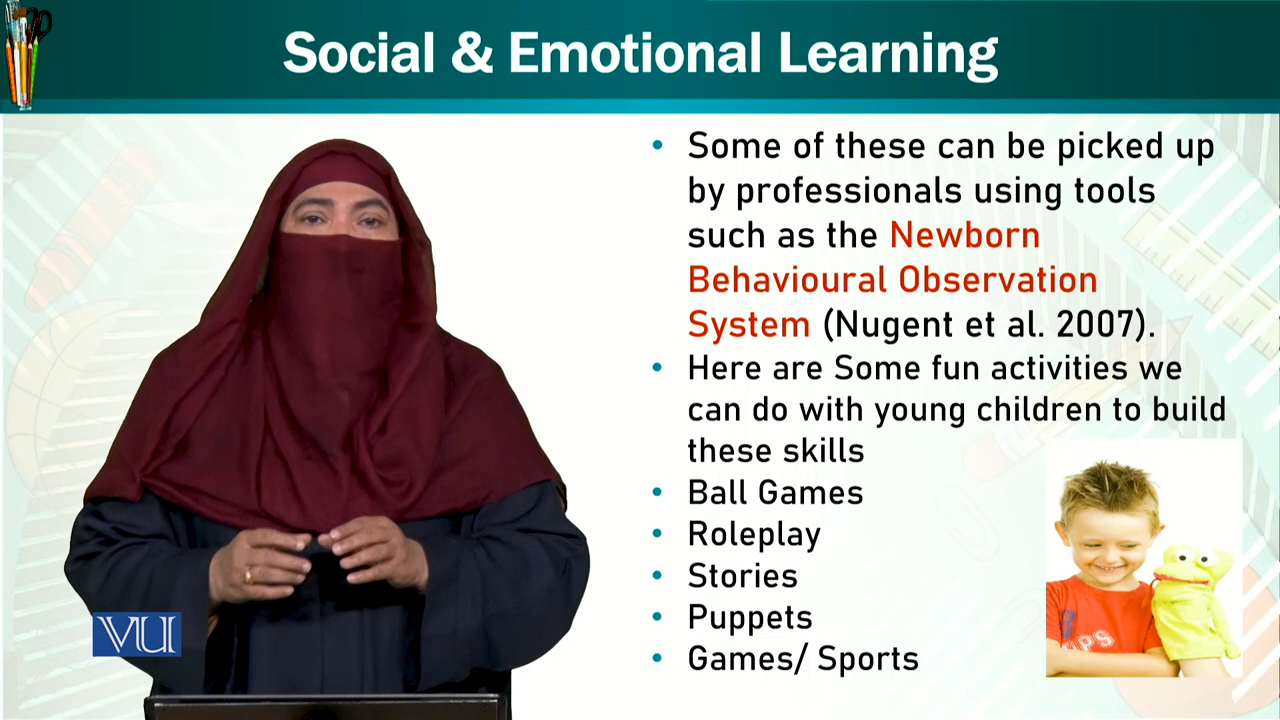 Social & Emotional Learning
• Some of these can be picked up
by professionals using tools
such as the Newborn
Behavioural Observation
System (Nugent et al. 2007).
• Here are Some fun activities we
can do with young children to build
these skills
• Ball Games
• Roleplay
• Stories
• Puppets
• Games/ Sports
VU